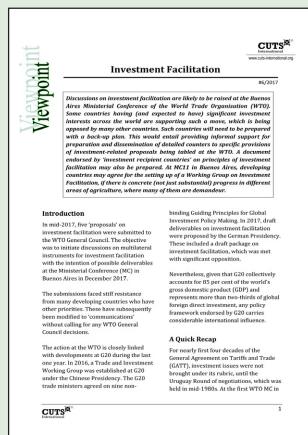 CUTS
International
www.cuts-international.org
Viewpoint
Viewpoint
Investment Facilitation
#6/2017
Discussions on investment facilitation are likely to be raised at the Buenos
Aires Ministerial Conference of the World Trade Organisation (WTO).
Some countries having (and expected to have) significant investment
interests across the world are supporting such a move, which is being
opposed by many other countries. Such countries will need to be prepared
with a back-up plan. This would entail providing informal support for
preparation and dissemination of detailed counters to specific provisions
of investment-related proposals being tabled at the WTO. A document
endorsed by 'investment recipient countries' on principles of investment
facilitation may also be prepared. At MC11 in Buenos Aires, developing
countries may agree for the setting up of a Working Group on Investment
Facilitation, if there is concrete (not just substantial) progress in different
areas of agriculture, where many of them are demandeur.
Introduction
In mid-2017, five 'proposals' on
investment facilitation were submitted to
the WTO General Council. The objective
was to initiate discussions on multilateral
instruments for investment facilitation
with the intention of possible deliverables
at the Ministerial Conference (MC) in
Buenos Aires in December 2017.
The submissions faced stiff resistance
from many developing countries who have
other priorities. These have subsequently
been modified to 'communications'
without calling for any WTO General
Council decisions.
The action at the WTO is closely linked
with developments at G20 during the last
one year. In 2016, a Trade and Investment
Working Group was established at G20
under the Chinese Presidency. The G20
trade ministers agreed on nine non-
binding Guiding Principles for Global
Investment Policy Making. In 2017, draft
deliverables on investment facilitation
were proposed by the German Presidency.
These included a draft package on
investment facilitation, which was met
with significant opposition.
Nevertheless, given that G20 collectively
accounts for 85 per cent of the world's
gross domestic product (GDP) and
represents more than two-thirds of global
foreign direct investment, any policy
framework endorsed by G20 carries
considerable international influence.
A Quick Recap
For nearly first four decades of the
General Agreement on Tariffs and Trade
(GATT), investment issues were not
brought under its rubric, until the
Uruguay Round of negotiations, which was
held in mid-1980s. At the first WTO MC in
CUTS
International
1